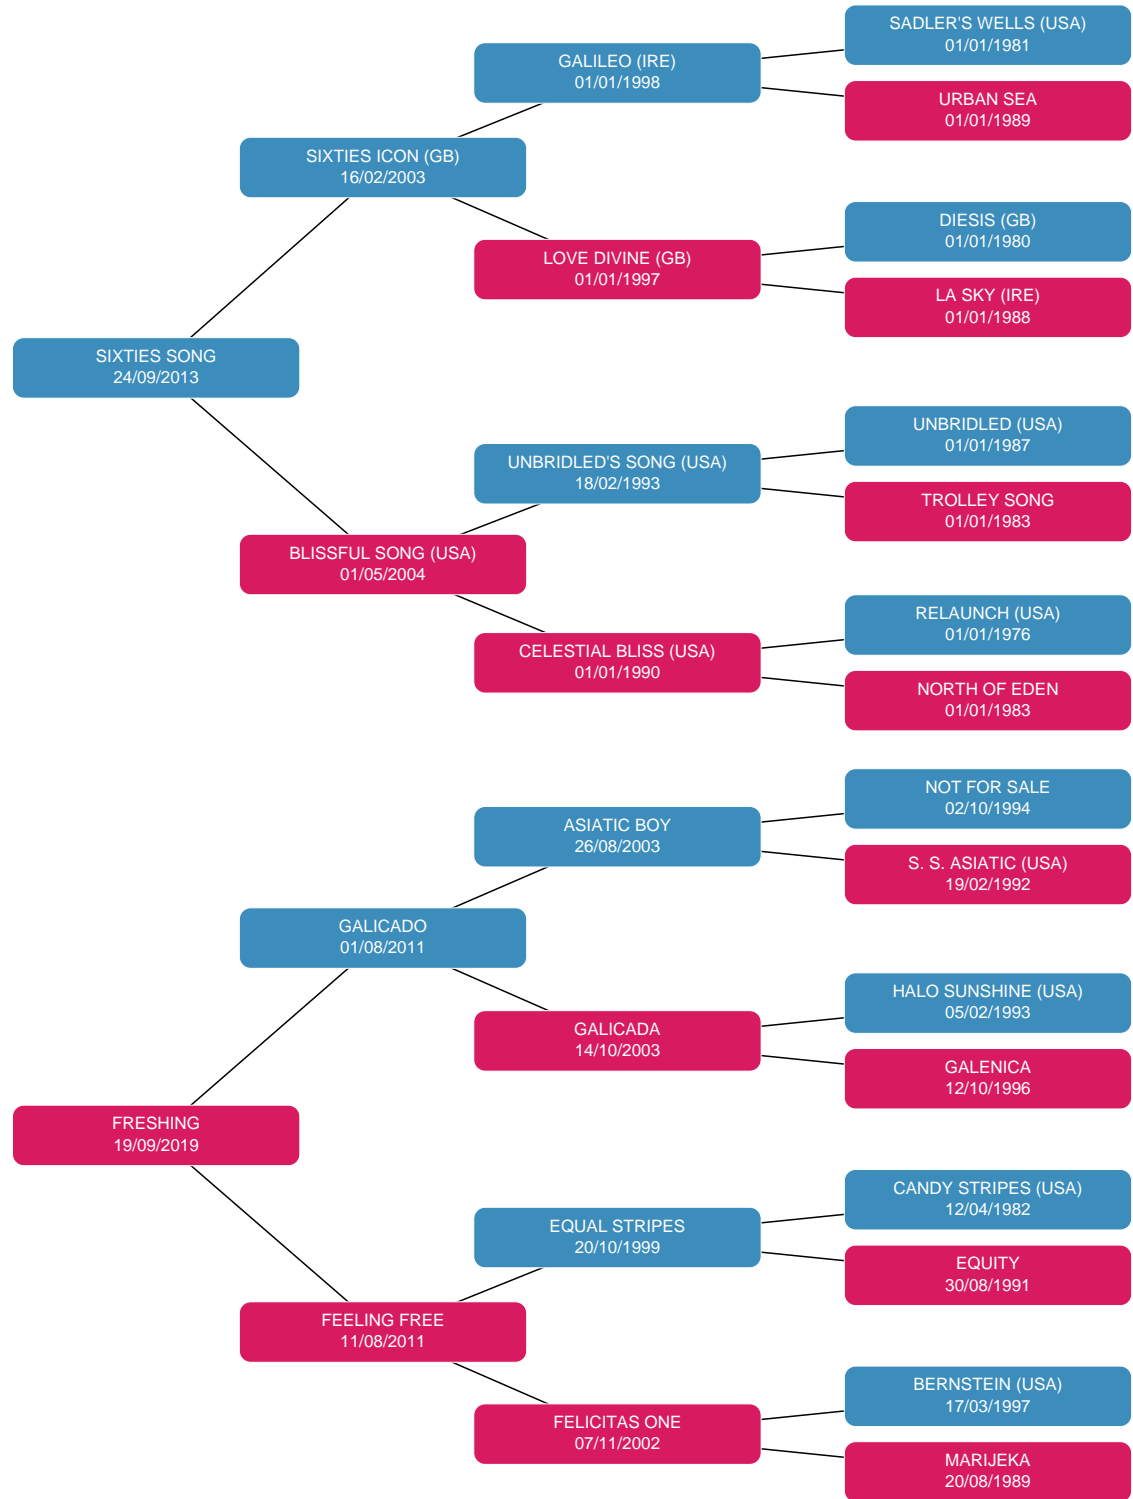 SADLER'S WELLS (USA)
01/01/1981
GALILEO (IRE)
01/01/1998
URBAN SEA
01/01/1989
SIXTIES ICON (GB)
16/02/2003
DIESIS (GB)
01/01/1980
LOVE DIVINE (GB)
01/01/1997
LA SKY (IRE)
01/01/1988
SIXTIES SONG
24/09/2013
UNBRIDLED (USA)
01/01/1987
UNBRIDLED'S SONG (USA)
18/02/1993
TROLLEY SONG
01/01/1983
BLISSFUL SONG (USA)
01/05/2004
RELAUNCH (USA)
01/01/1976
CELESTIAL BLISS (USA)
01/01/1990
NORTH OF EDEN
01/01/1983
NOT FOR SALE
02/10/1994
ASIATIC BOY
26/08/2003
S. S. ASIATIC (USA)
19/02/1992
GALICADO
01/08/2011
HALO SUNSHINE (USA)
05/02/1993
GALICADA
14/10/2003
GALENICA
12/10/1996
FRESHING
19/09/2019
CANDY STRIPES (USA)
12/04/1982
EQUAL STRIPES
20/10/1999
EQUITY
30/08/1991
FEELING FREE
11/08/2011
BERNSTEIN (USA)
17/03/1997
FELICITAS ONE
07/11/2002
MARIJEKA
20/08/1989